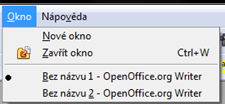 Okno Nápověda
Nové okno
Zavřít okno Ctrl+W
Bez názvu 1 - OpenOffice.org Writer
Bez názvu 2 - OpenOffice.org Writer